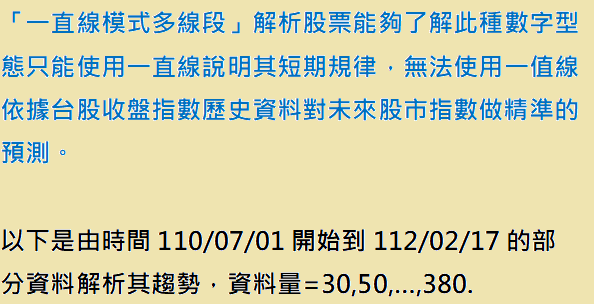 「一直線模式多線段」解析股票能夠了解此種數字型
態只能使用一直線說明其短期規律，無法使用一值線
依據台股收盤指數歷史資料對未來股市指數做精準的
預測。
以下是由時間 110/07/01 開始到 112/02/17 的部
分資料解析其趨勢，資料量=30,50,...,380.